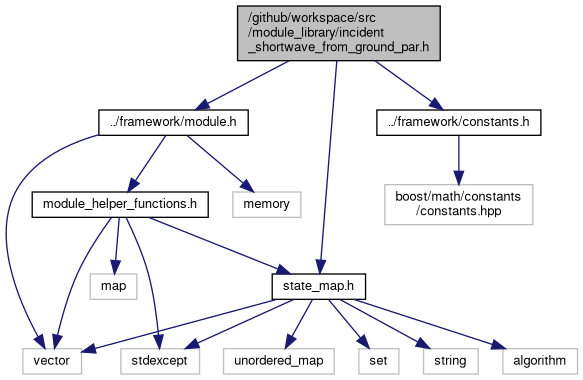 /github/workspace/src
/module_library/incident
_shortwave_from_ground_par.h
../framework/module.h
../framework/constants.h
module_helper_functions.h
memory
boost/math/constants
/constants.hpp
map
state_map.h
vector
stdexcept
unordered_map
set
string
algorithm